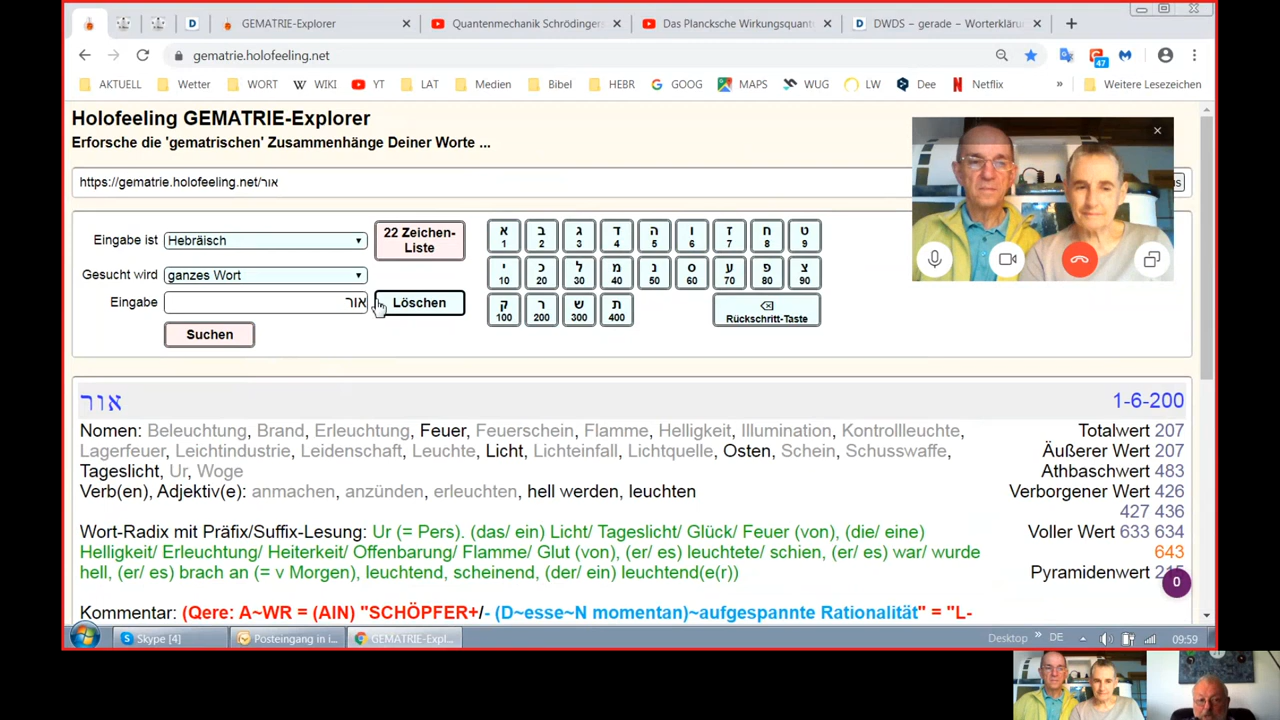 GEMATRIE-Explorer
Quantenmechanik Schrödingers
Das Plancksche Wirkungsquant
DWDS – gerade – Worterkläru
gematrie.holofeeling.net
47
AKTUELL Wetter WORT WIKI YT LAT Medien Bibel HEBR GOOG MAPS WUG LW Dee Netflix » Weitere Lesezeichen
Holofeeling GEMATRIE-Explorer
Erforsche die 'gematrischen' Zusammenhänge Deiner Worte ...
https://gematrie.holofeeling.net/אור
Eingabe ist Hebräisch
22 Zeichen-
Liste
Gesucht wird ganzes Wort
Eingabe אור Löschen
Suchen
א ב ג ד ה ו ז ח ט
1 2 3 4 5 6 7 8 9
י כ ל מ נ ס ע פ צ
10 20 30 40 50 60 70 80 90
ק ר ש ת
100 200 300 400 Rückschritt-Taste
אור 1-6-200
Nomen: Beleuchtung, Brand, Erleuchtung, Feuer, Feuerschein, Flamme, Helligkeit, Illumination, Kontrollleuchte,
Lagerfeuer, Leichtindustrie, Leidenschaft, Leuchte, Licht, Lichteinfall, Lichtquelle, Osten, Schein, Schusswaffe,
Tageslicht, Ur, Woge
Verb(en), Adjektiv(e): anmachen, anzünden, erleuchten, hell werden, leuchten
Wort-Radix mit Präfix/Suffix-Lesung: Ur (= Pers). (das/ ein) Licht/ Tageslicht/ Glück/ Feuer (von), (die/ eine)
Helligkeit/ Erleuchtung/ Heiterkeit/ Offenbarung/ Flamme/ Glut (von), (er/ es) leuchtete/ schien, (er/ es) war/ wurde
hell, (er/ es) brach an (= v Morgen), leuchtend, scheinend, (der/ ein) leuchtend(e(r))
Kommentar: (Qere: A~WR = (AIN) "SCHÖPFER+/- (D~esse~N momentan)~aufgespannte Rationalität" = "L-
Totalwert 207
Äußerer Wert 207
Athbaschwert 483
Verborgener Wert 426
427 436
Voller Wert 633 634
643
Pyramidenwert 215
0
Skype [4]
Posteingang in i...
GEMATRIE-Expl...
Desktop » DE 09:59